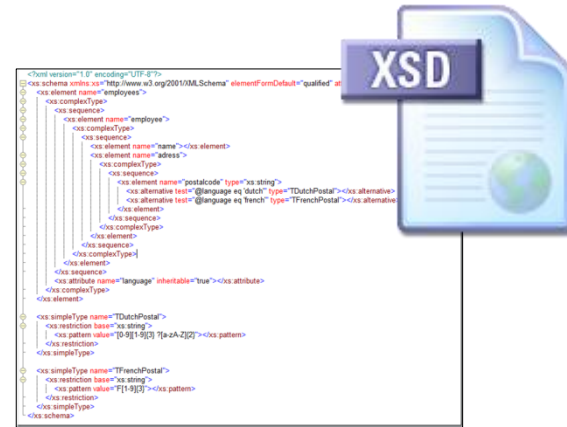 XSD
<?xml version="1.0" encoding="UTF-8"?>
<xs:schema xmlns:xs="http://www.w3.org/2001/XMLSchema" elementFormDefault="qualified" at
<xs:element name="employees">
<xs:complexType>
<xs:sequence>
<xs:element name="employee">
<xs:complexType>
<xs:sequence>
<xs:element name="name"></xs:element>
<xs:element name="adress">
<xs:complexType>
<xs:sequence>
<xs:element name="postalcode" type="xs:string">
<xs:alternative test="@language eq 'dutch'" type="TDutchPostal"></xs:alternative>
<xs:alternative test="@language eq 'french'" type="TFrenchPostal"></xs:alternative
</xs:element>
</xs:sequence>
</xs:complexType>
</xs:element>
</xs:sequence>
</xs:complexType>
</xs:element>
</xs:sequence>
<xs:attribute name="language" inheritable="true"></xs:attribute>
</xs:complexType>
</xs:element>
<xs:simpleType name="TDutchPostal">
<xs:restriction base="xs:string">
<xs:pattern value="[0-9][1-9]{3} ?[a-zA-Z]{2}"></xs:pattern>
</xs:restriction>
</xs:simpleType>
<xs:simpleType name="TFrenchPostal">
<xs:restriction base="xs:string">
<xs:pattern value="F[1-9]{3}"></xs:pattern>
</xs:restriction>
</xs:simpleType>
</xs:schema>